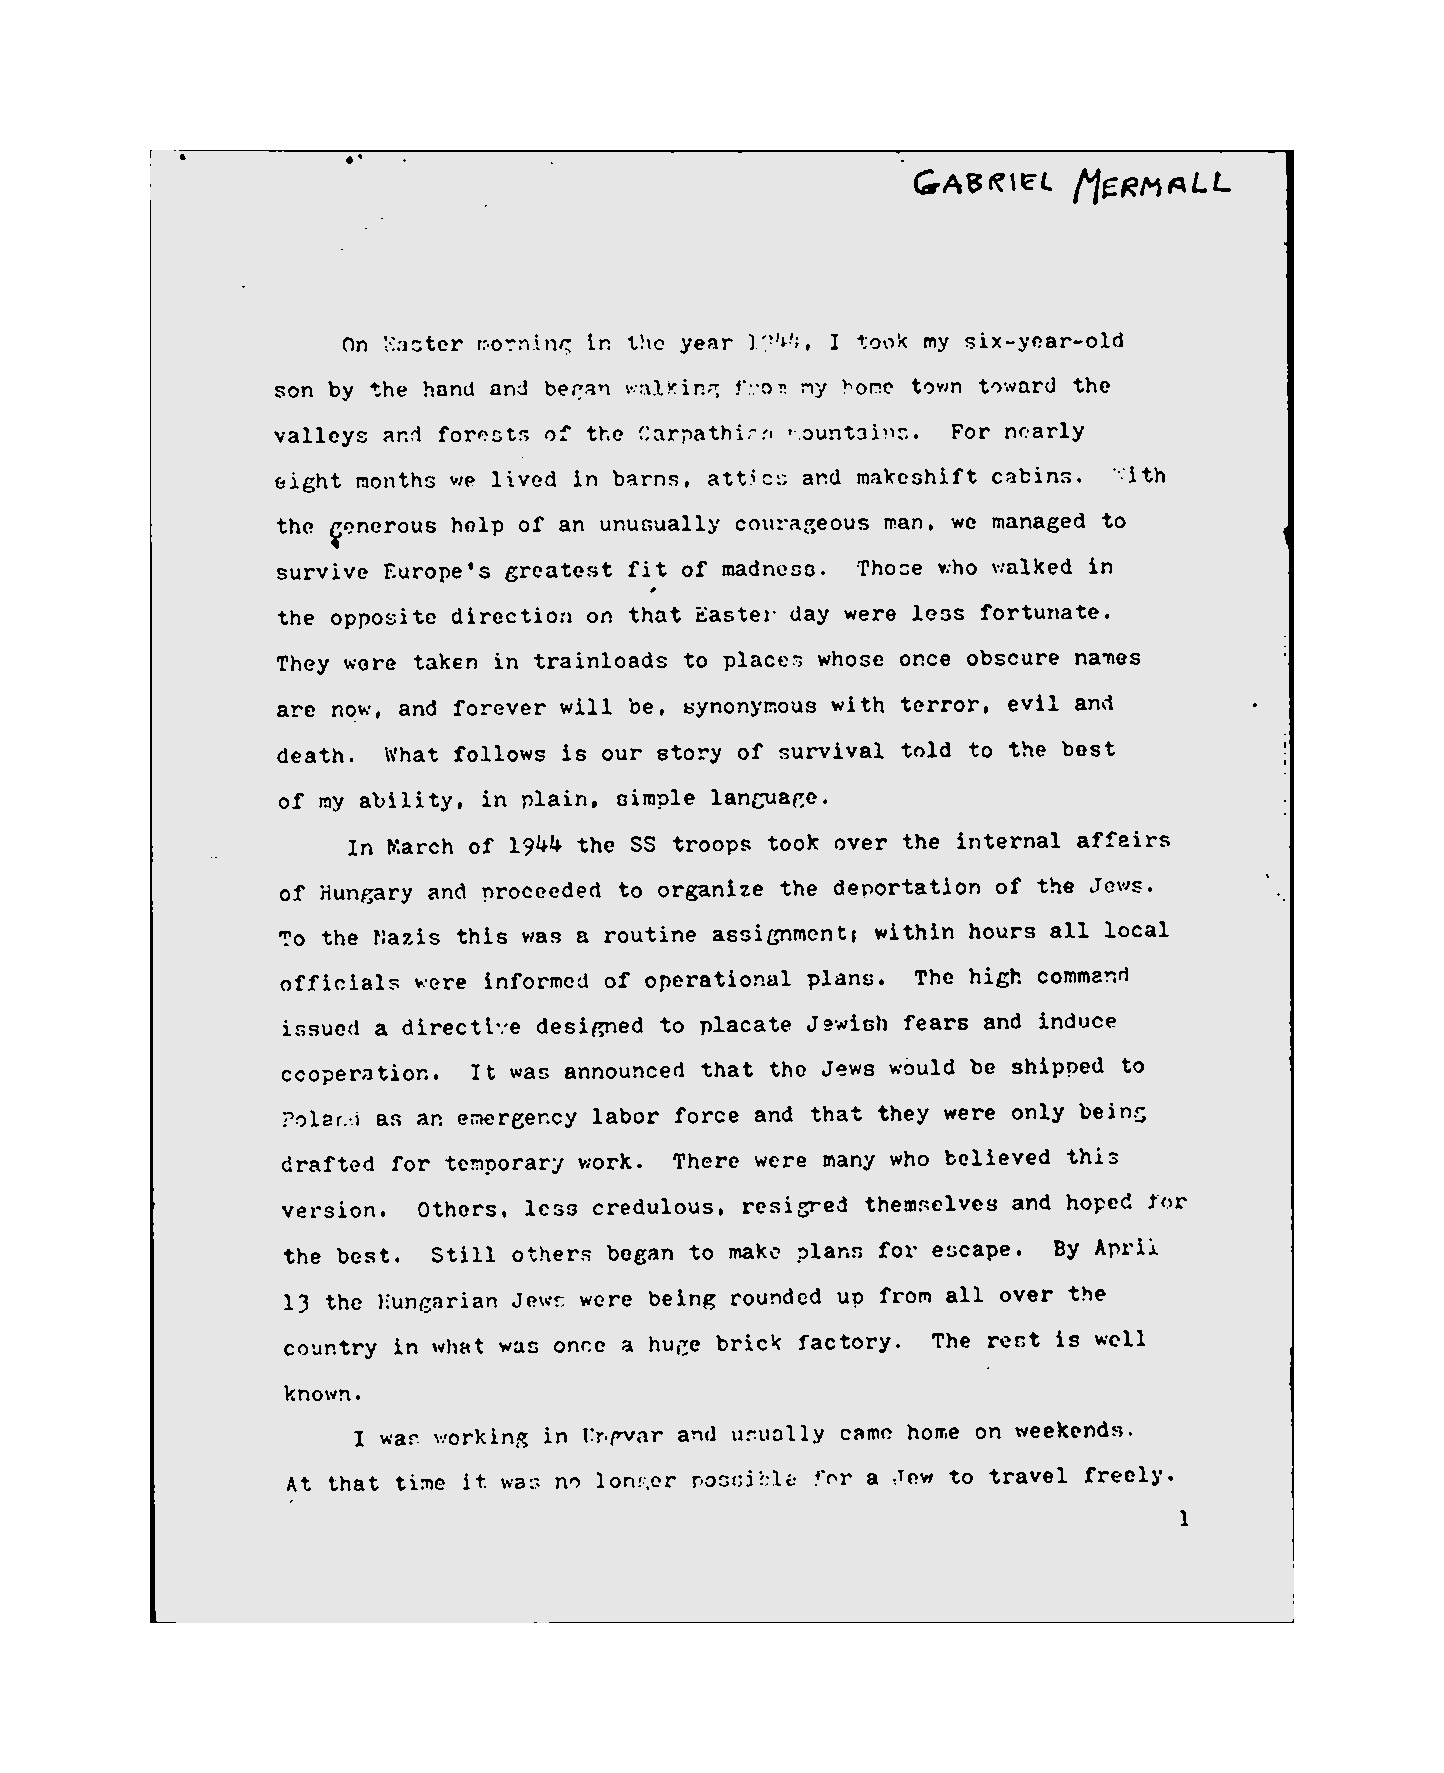 GABRIEL MERMALL
On Easter morning in the year 1944, I took my six-year-old
son by the hand and began walking from my home town toward the
valleys and forests of the Carpathian mountains. For nearly
eight months we lived in barns, attics and makeshift cabins. With
the generous help of an unusually courageous man, we managed to
survive Europe's greatest fit of madness. Those who walked in
the opposite direction on that Easter day were less fortunate.
They were taken in trainloads to places whose once obscure names
are now, and forever will be, synonymous with terror, evil and
death. What follows is our story of survival told to the best
of my ability, in plain, simple language.
In March of 1944 the SS troops took over the internal affairs
of Hungary and proceeded to organize the deportation of the Jews.
To the Nazis this was a routine assignment; within hours all local
officials were informed of operational plans. The high command
issued a directive designed to placate Jewish fears and induce
cooperation. It was announced that the Jews would be shipped to
Poland as an emergency labor force and that they were only being
drafted for temporary work. There were many who believed this
version. Others, less credulous, resigned themselves and hoped for
the best. Still others began to make plans for escape. By April
13 the Hungarian Jews were being rounded up from all over the
country in what was once a huge brick factory. The rest is well
known.
I was working in Ungvar and usually came home on weekends.
At that time it was no longer possible for a Jew to travel freely.
1